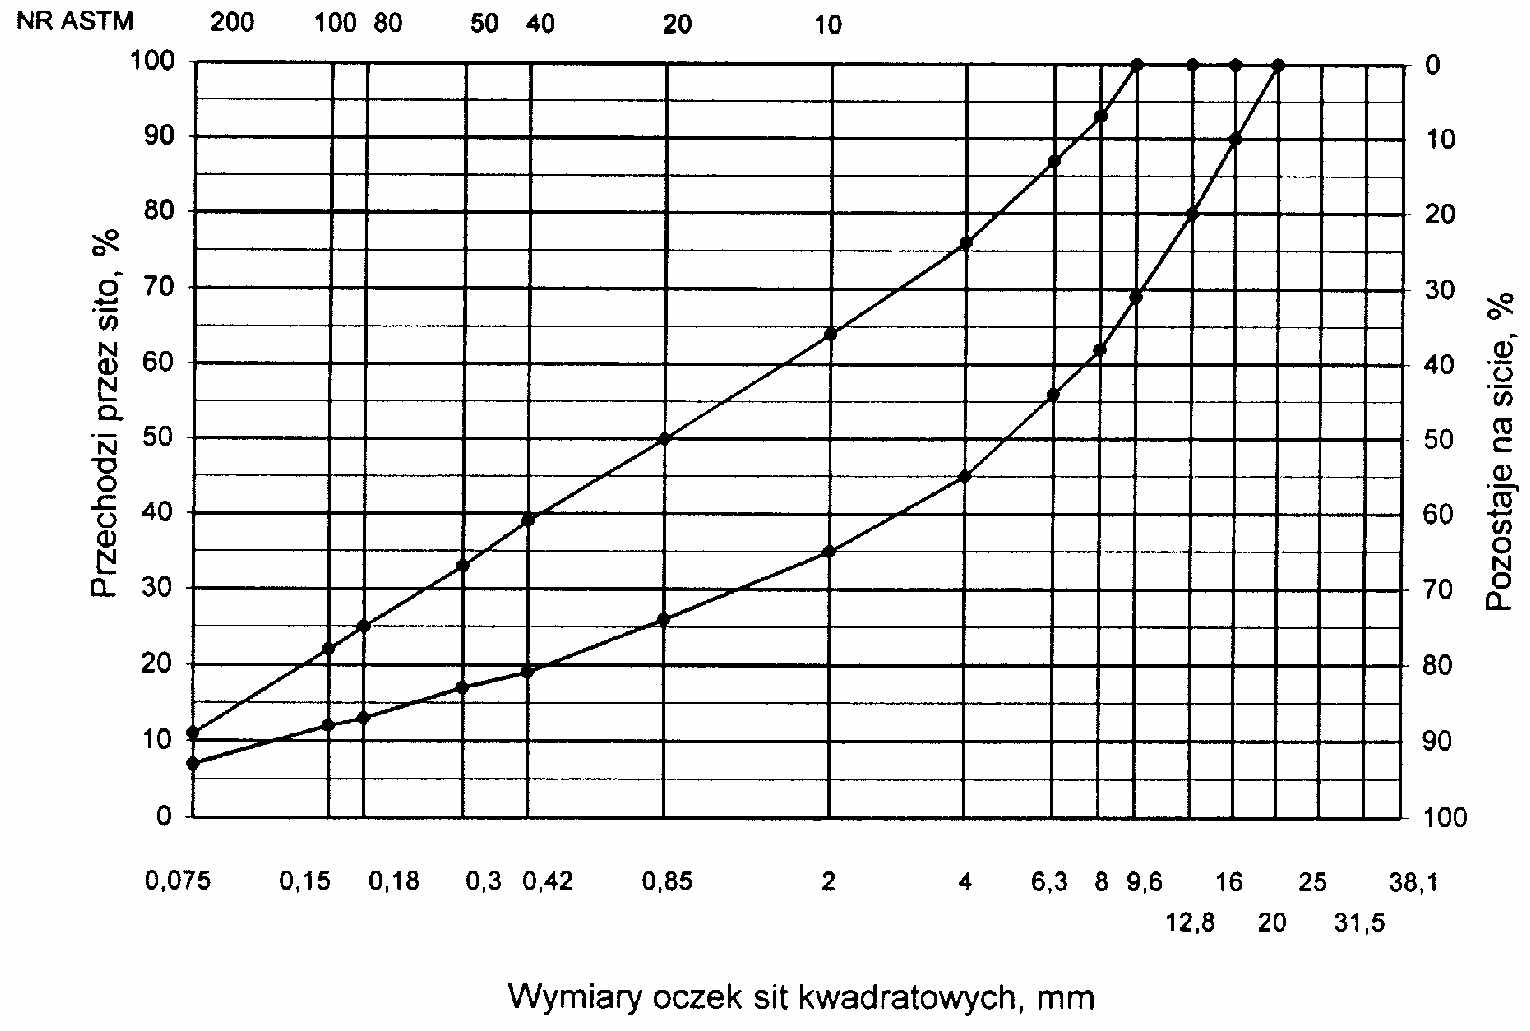 NR ASTM 200 100 80 50 40 20 10
100 0
90 10
80 20
70 30
60 40
50 50
40 60
30 70
20 80
10 90
0 100
Przechodzi przez sito, %
Pozostaje na sicie, %
0,075 0,15 0,18 0,3 0,42 0,85 2 4 6,3 8 9,6 16 25 38,1
12,8 20 31,5
Wymiary oczek sit kwadratowych, mm